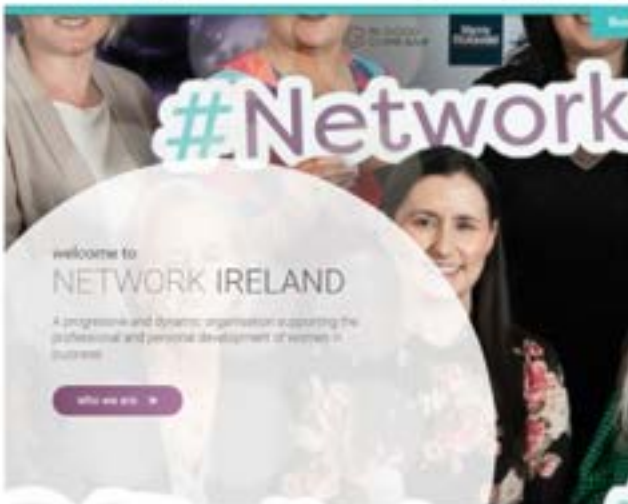 #Network
welcome to
NETWORK IRELAND
A progressive and dynamic organisation supporting the
professional and personal development of women in
business
who we are